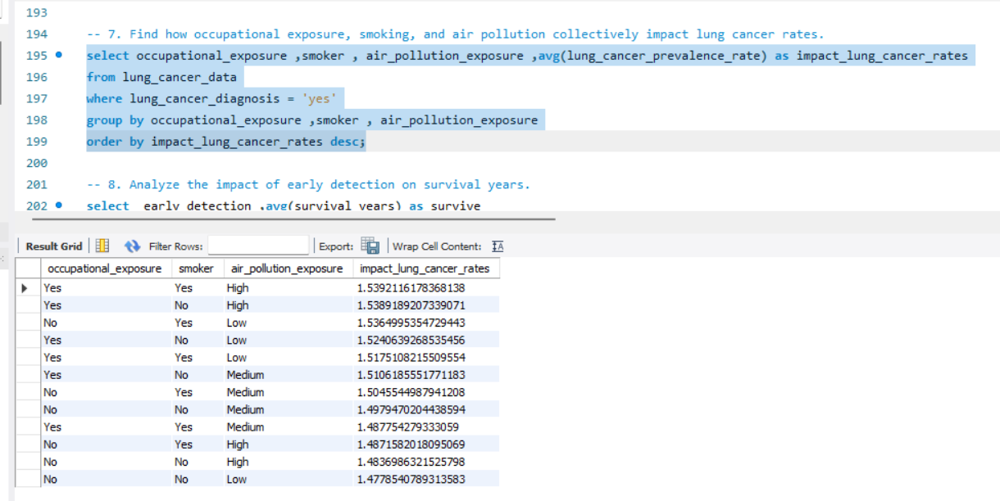 193
194 -- 7. Find how occupational exposure, smoking, and air pollution collectively impact lung cancer rates.
195 select occupational_exposure ,smoker , air_pollution_exposure ,avg(lung_cancer_prevalence_rate) as impact_lung_cancer_rates
196 from lung_cancer_data
197 where lung_cancer_diagnosis = 'yes'
198 group by occupational_exposure ,smoker , air_pollution_exposure
199 order by impact_lung_cancer_rates desc;
200
201 -- 8. Analyze the impact of early detection on survival years.
202 select early_detection ,avg(survival_years) as survive
Result Grid Filter Rows: Export: Wrap Cell Content:
occupational_exposure smoker air_pollution_exposure impact_lung_cancer_rates
Yes Yes High 1.5392116178368138
Yes No High 1.5389189207339071
No Yes Low 1.5364995354729443
Yes No Low 1.5240639268535456
Yes Yes Low 1.5175108215509554
Yes No Medium 1.5106185551771183
No Yes Medium 1.5045544987941208
No No Medium 1.4979470204438594
Yes Yes Medium 1.487754279333059
No Yes High 1.4871582018095069
No No High 1.4836986321525798
No No Low 1.4778540789313583